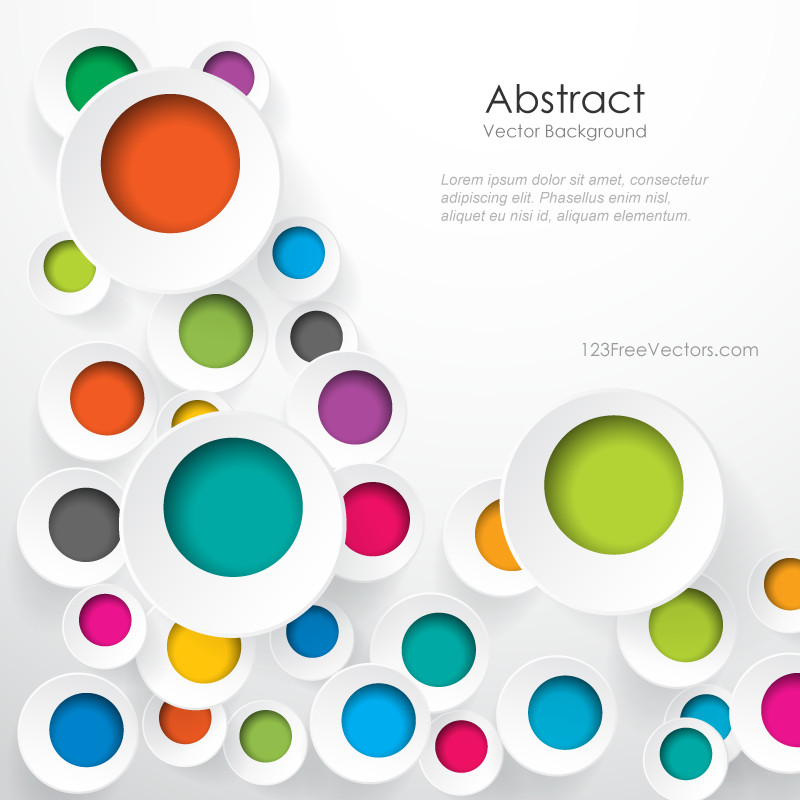 Abstract
Vector Background
Lorem ipsum dolor sit amet, consectetur
adipiscing elit. Phasellus enim nisl,
aliquet eu nisi id, aliquam elementum.
123FreeVectors.com